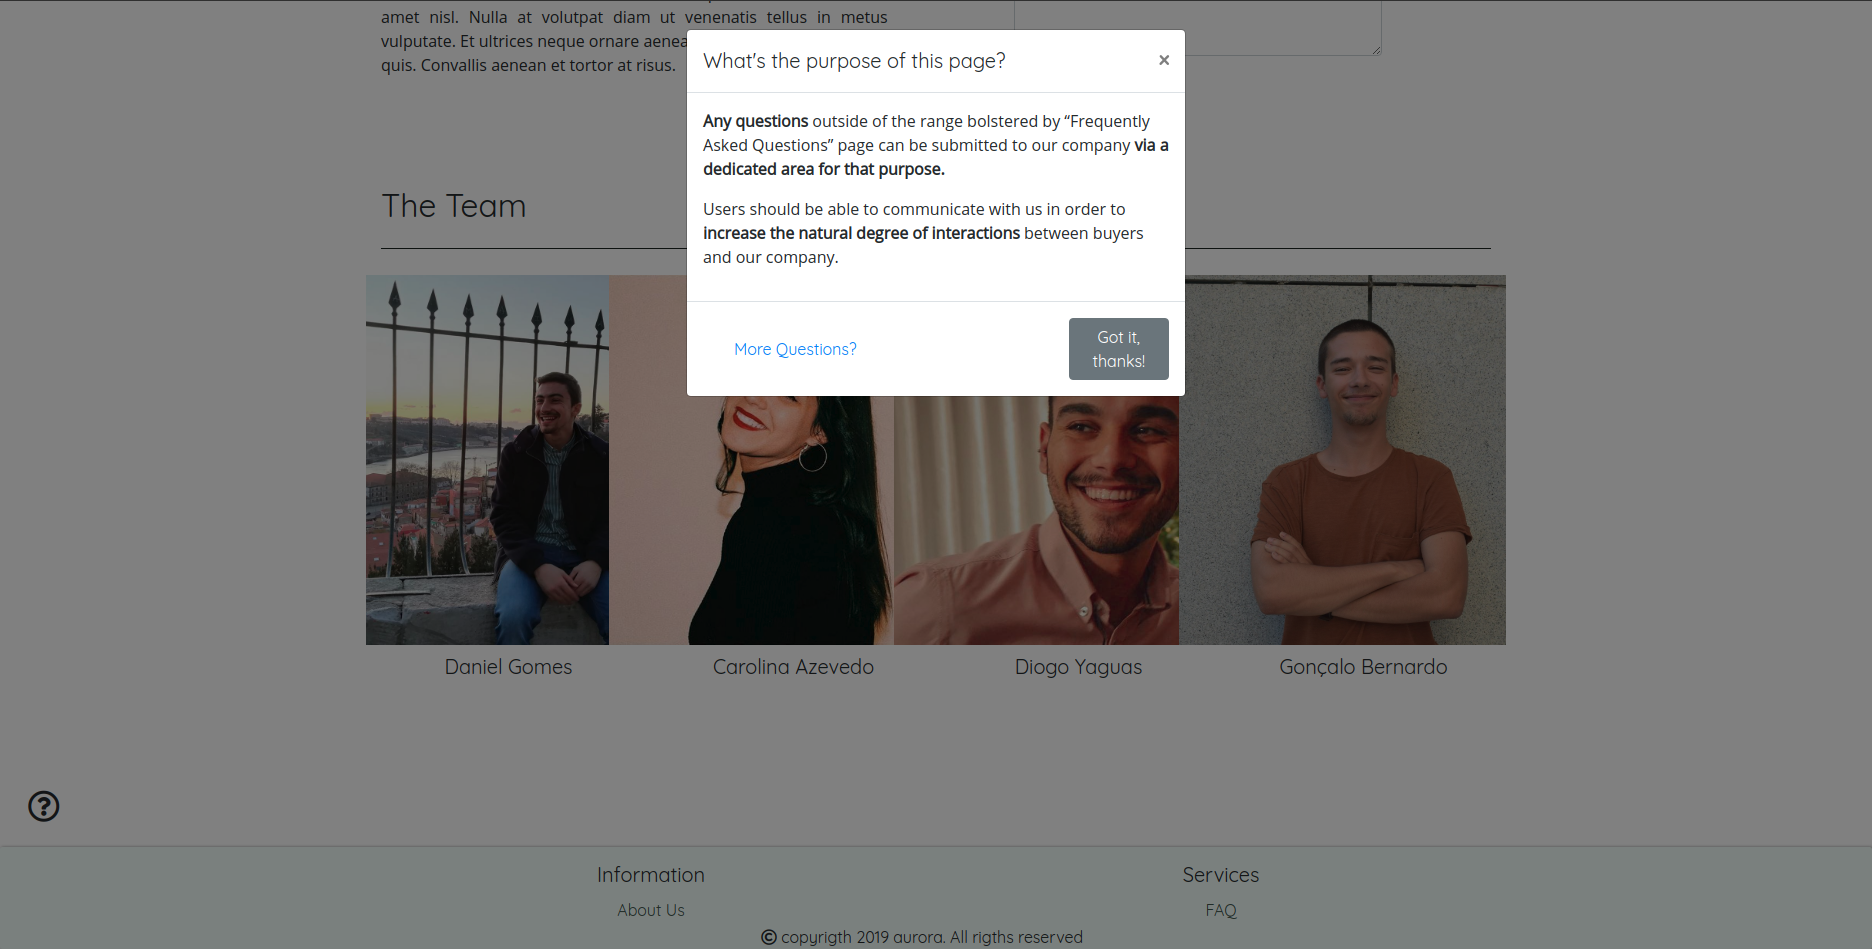 amet nisl. Nulla at volutpat diam ut venenatis tellus in metus
vulputate. Et ultrices neque ornare aenea
quis. Convallis aenean et tortor at risus.
What's the purpose of this page?
×
Any questions outside of the range bolstered by “Frequently
Asked Questions” page can be submitted to our company via a
dedicated area for that purpose.
Users should be able to communicate with us in order to
increase the natural degree of interactions between buyers
and our company.
More Questions?
Got it,
thanks!
The Team
Daniel Gomes
Carolina Azevedo
Diogo Yaguas
Gonçalo Bernardo
?
Information
Services
About Us
FAQ
© copyrigth 2019 aurora. All rigths reserved